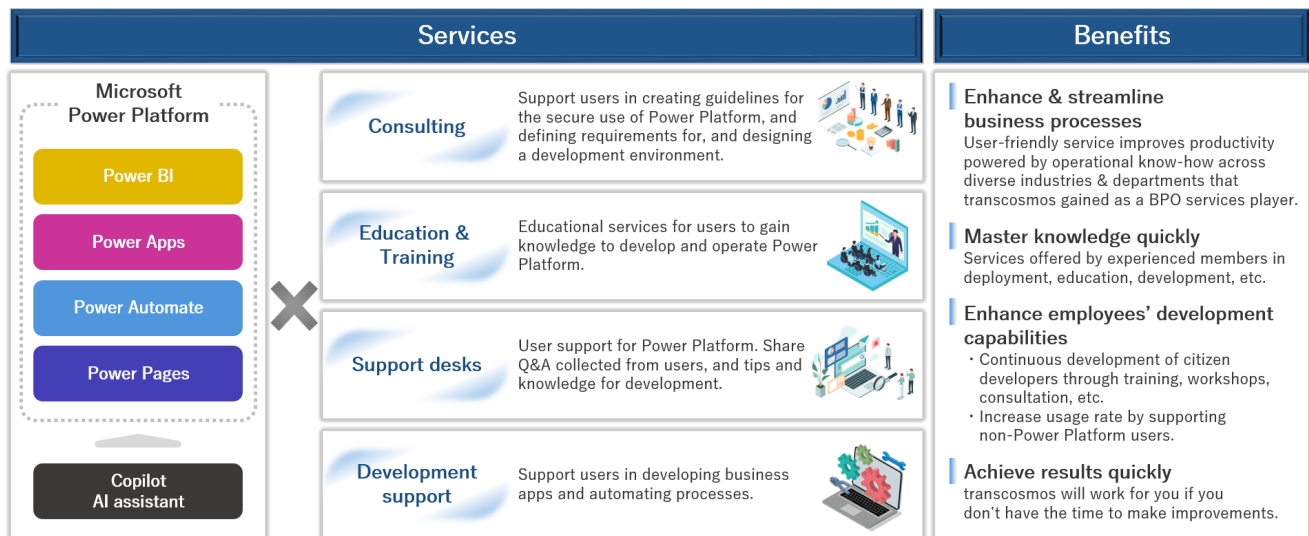 Services
Microsoft
Power Platform
Power BI
Power Apps
Power Automate
Power Pages
Copilot
AI assistant
Consulting
Support users in creating guidelines for
the secure use of Power Platform, and
defining requirements for, and designing
a development environment.
Education &
Training
Educational services for users to gain
knowledge to develop and operate Power
Platform.
Support desks
User support for Power Platform. Share
Q&A collected from users, and tips and
knowledge for development.
Development
support
Support users in developing business
apps and automating processes.
Benefits
Enhance & streamline
business processes
User-friendly service improves productivity
powered by operational know-how across
diverse industries & departments that
transcosmos gained as a BPO services player.
Master knowledge quickly
Services offered by experienced members in
deployment, education, development, etc.
Enhance employees’ development
capabilities
・Continuous development of citizen
developers through training, workshops,
consultation, etc.
・Increase usage rate by supporting
non-Power Platform users.
Achieve results quickly
transcosmos will work for you if you
don’t have the time to make improvements.